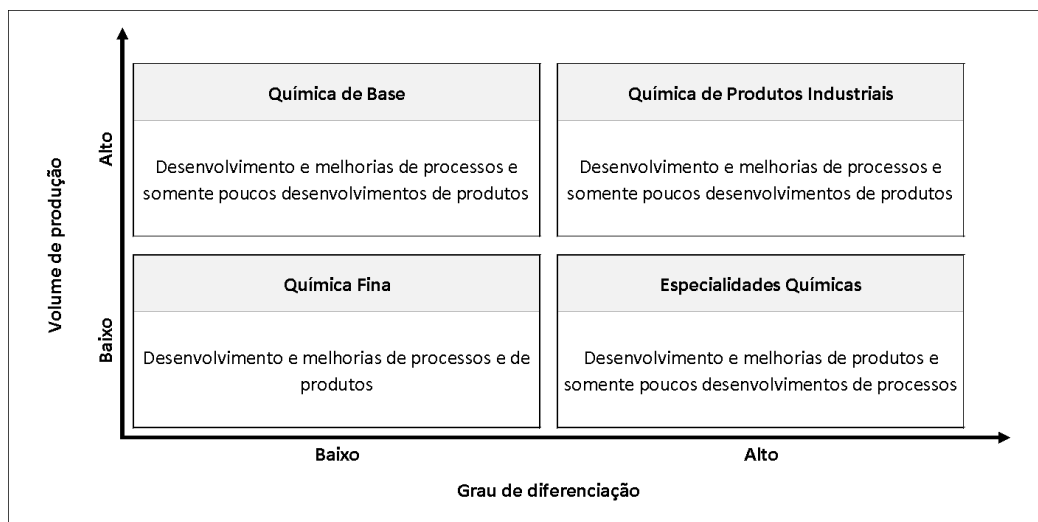 Química de Base
Desenvolvimento e melhorias de processos e
somente poucos desenvolvimentos de produtos
Química de Produtos Industriais
Desenvolvimento e melhorias de processos e
somente poucos desenvolvimentos de produtos
Química Fina
Desenvolvimento e melhorias de processos e de
produtos
Especialidades Químicas
Desenvolvimento e melhorias de produtos e
somente poucos desenvolvimentos de processos
Volume de produção
Alto
Baixo
Baixo
Alto
Grau de diferenciação